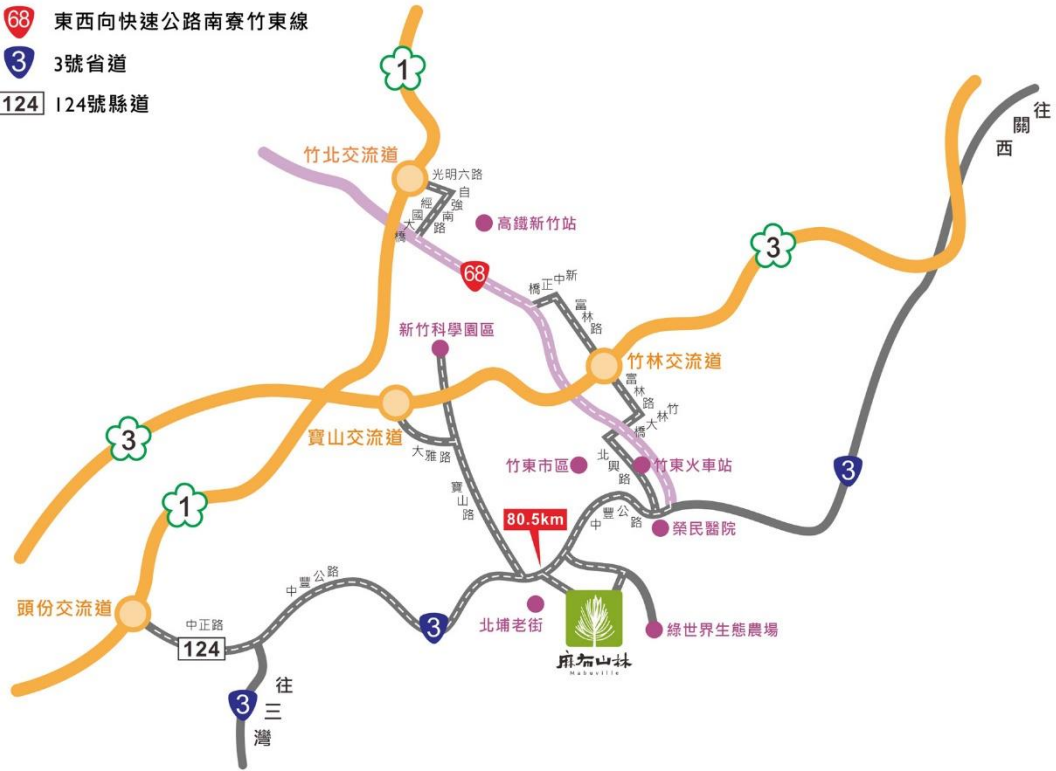 68 東西向快速公路南寮竹東線
3 3號省道
124 124號縣道
1
往關西
竹北交流道
光明六路
自強南路
經國大橋
高鐵新竹站
3
68
新中正橋
富林路
新竹科學園區
竹林交流道
富林路
竹林大橋
3
寶山交流道
大雅路
北興路
竹東市區
竹東火車站
3
寶山路
1
80.5km
中豐公路
榮民醫院
中豐公路
頭份交流道
中正路
124
3
北埔老街
綠世界生態農場
麻布山林
Mabuville
3
往三灣